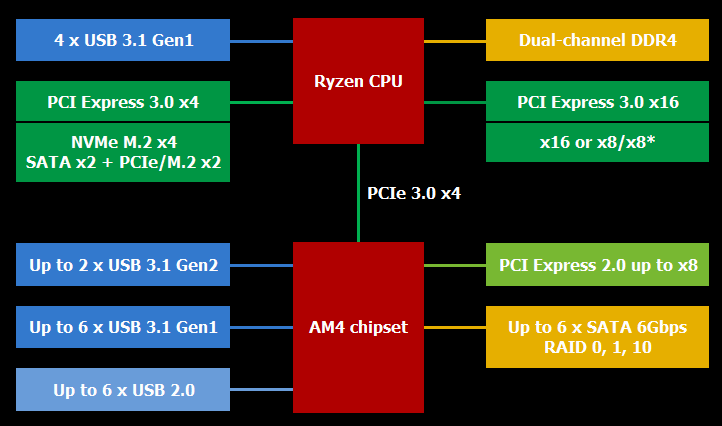 4 x USB 3.1 Gen1
Ryzen CPU
Dual-channel DDR4
PCI Express 3.0 x4
NVMe M.2 x4
SATA x2 + PCIe/M.2 x2
PCI Express 3.0 x16
x16 or x8/x8*
PCIe 3.0 x4
Up to 2 x USB 3.1 Gen2
Up to 6 x USB 3.1 Gen1
Up to 6 x USB 2.0
AM4 chipset
PCI Express 2.0 up to x8
Up to 6 x SATA 6Gbps
RAID 0, 1, 10